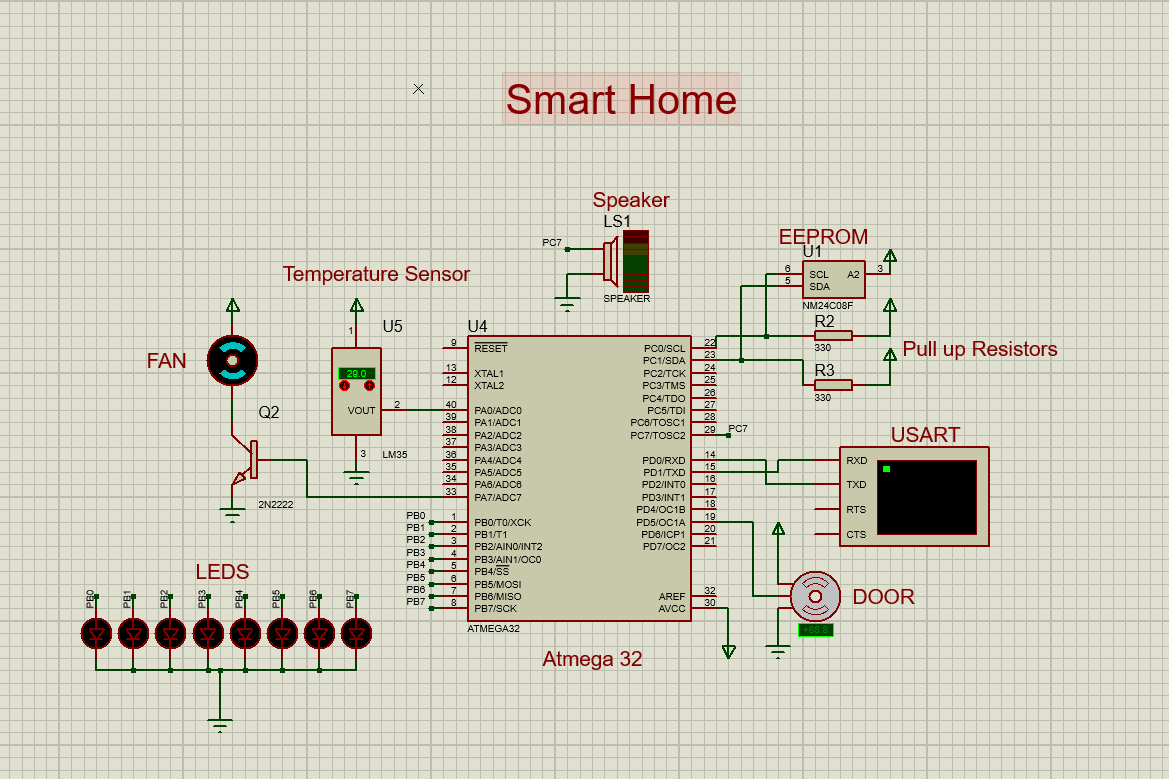 Smart Home
Speaker
LS1
PC7
SPEAKER
EEPROM
U1
6 SCL A2 3
5 SDA
NM24C08F
R2
330
Pull up Resistors
R3
330
Temperature Sensor
1
U5
29.0
VOUT 2
3
LM35
FAN
Q2
2N2222
U4
9 RESET
13 XTAL1
12 XTAL2
40 PA0/ADC0
39 PA1/ADC1
38 PA2/ADC2
37 PA3/ADC3
36 PA4/ADC4
35 PA5/ADC5
34 PA6/ADC6
33 PA7/ADC7
PB0 1 PB0/T0/XCK
PB1 2 PB1/T1
PB2 3 PB2/AIN0/INT2
PB3 4 PB3/AIN1/OC0
PB4 5 PB4/SS
PB5 6 PB5/MOSI
PB6 7 PB6/MISO
PB7 8 PB7/SCK
PC0/SCL 22
PC1/SDA 23
PC2/TCK 24
PC3/TMS 25
PC4/TDO 26
PC5/TDI 27
PC6/TOSC1 28
PC7/TOSC2 29 PC7
PD0/RXD 14
PD1/TXD 15
PD2/INT0 16
PD3/INT1 17
PD4/OC1B 18
PD5/OC1A 19
PD6/ICP1 20
PD7/OC2 21
AREF 32
AVCC 30
ATMEGA32
Atmega 32
USART
RXD
TXD
RTS
CTS
DOOR
LEDS
PB0 PB1 PB2 PB3 PB4 PB5 PB6 PB7